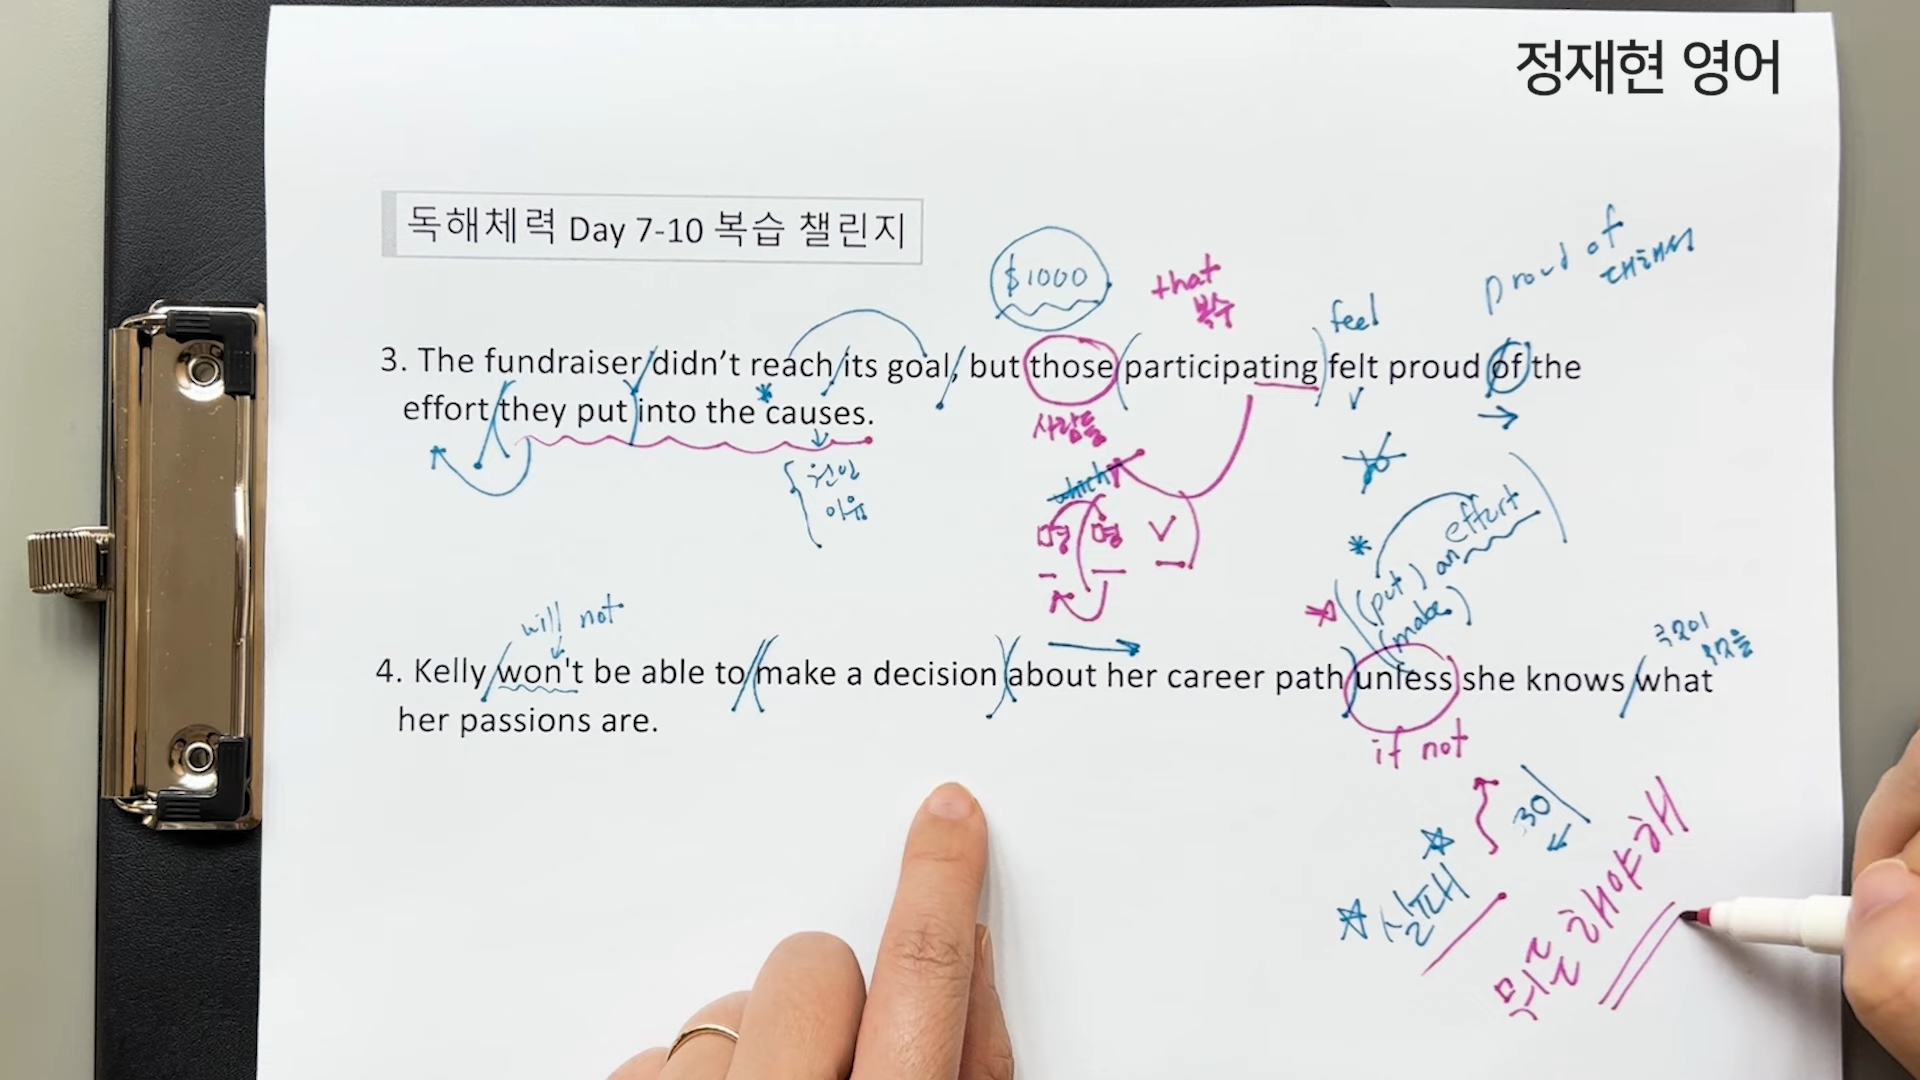 정재현 영어
독해체력 Day 7-10 복습 챌린지
proud of
대해서
$1000
that
복수
feel
3. The fundraiser didn't reach its goal, but those participating felt proud of the
effort they put into the causes.
사람들
원인
이유
which
명 명 V
(put) an effort
(make)
will not
4. Kelly won't be able to make a decision about her career path unless she knows what
her passions are.
if not
30
실패
뭐좀 해야해